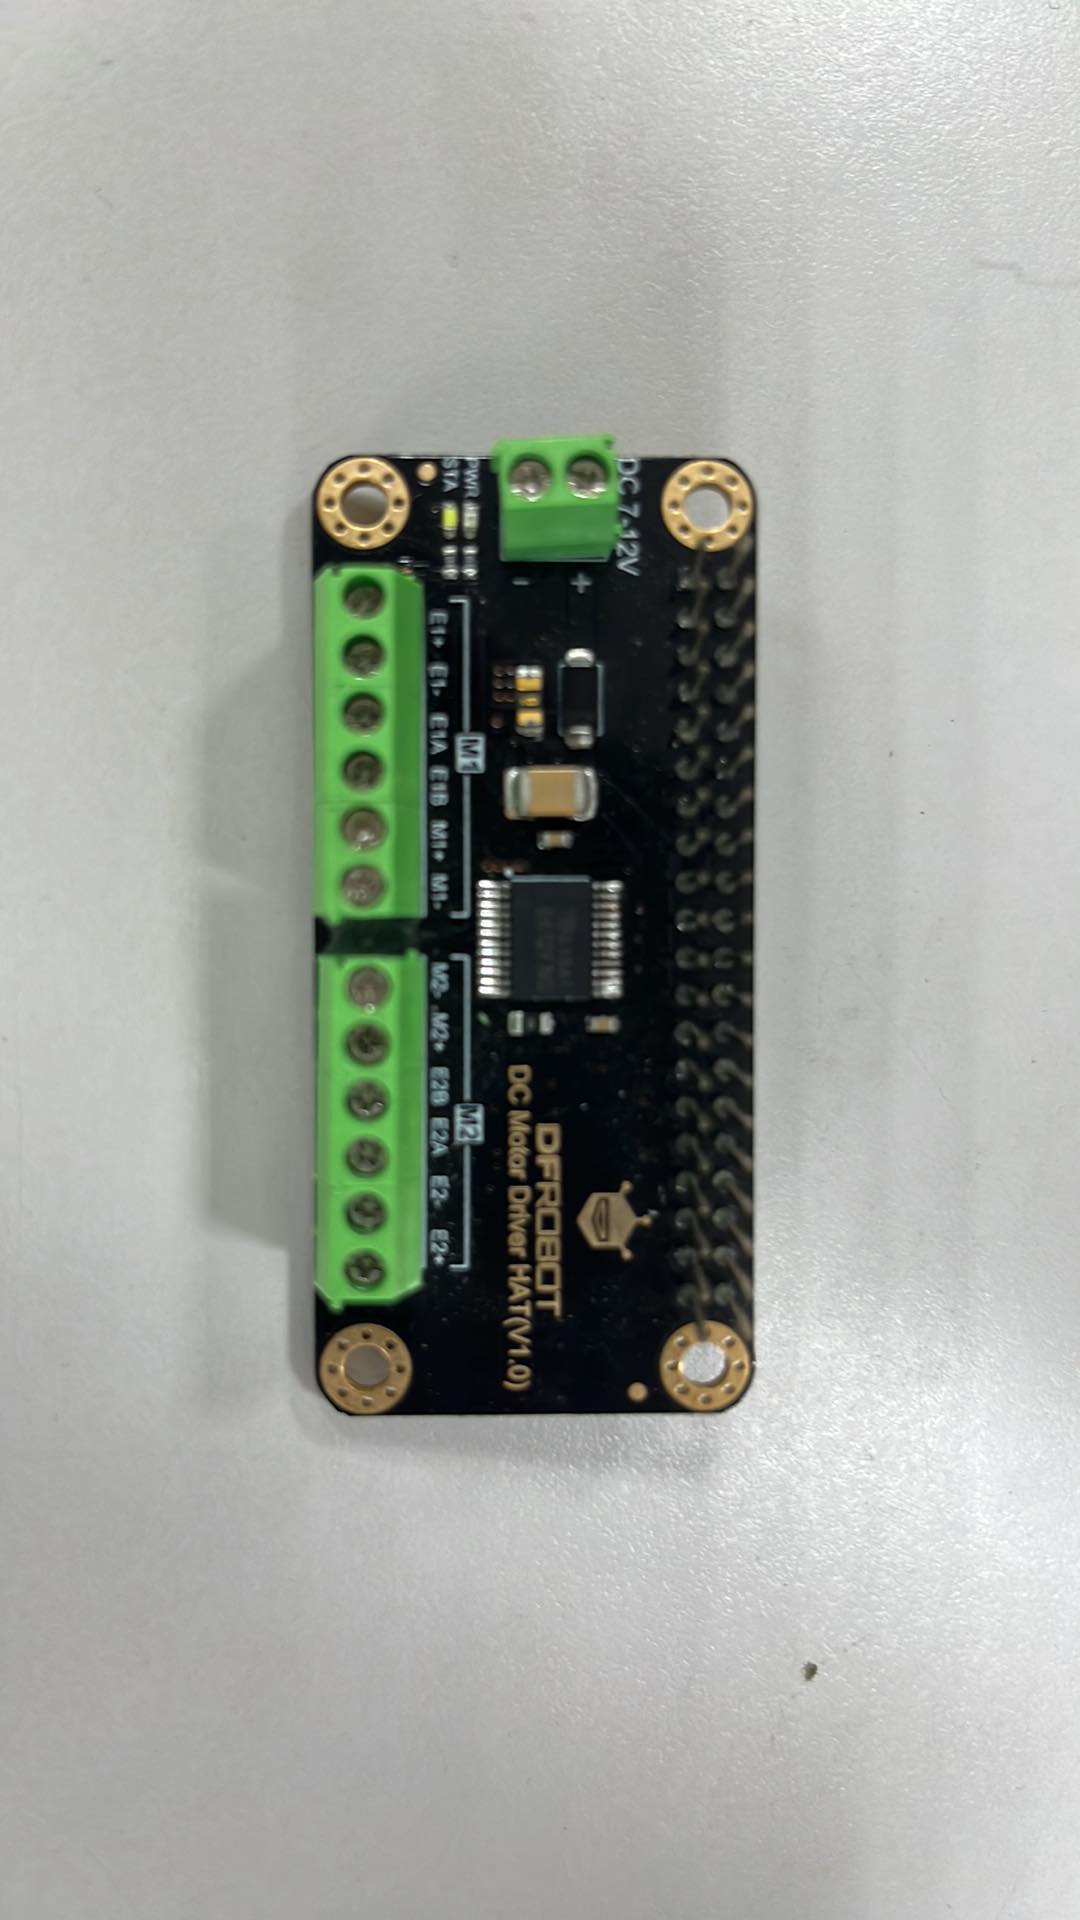 DC 7-12V
- +
PWR
STA
E1+ E1- E1A E1B M1+ M1-
M1
M2- M2+ E2B E2A E2- E2+
M2
DFROBOT
DC Motor Driver HAT(V1.0)